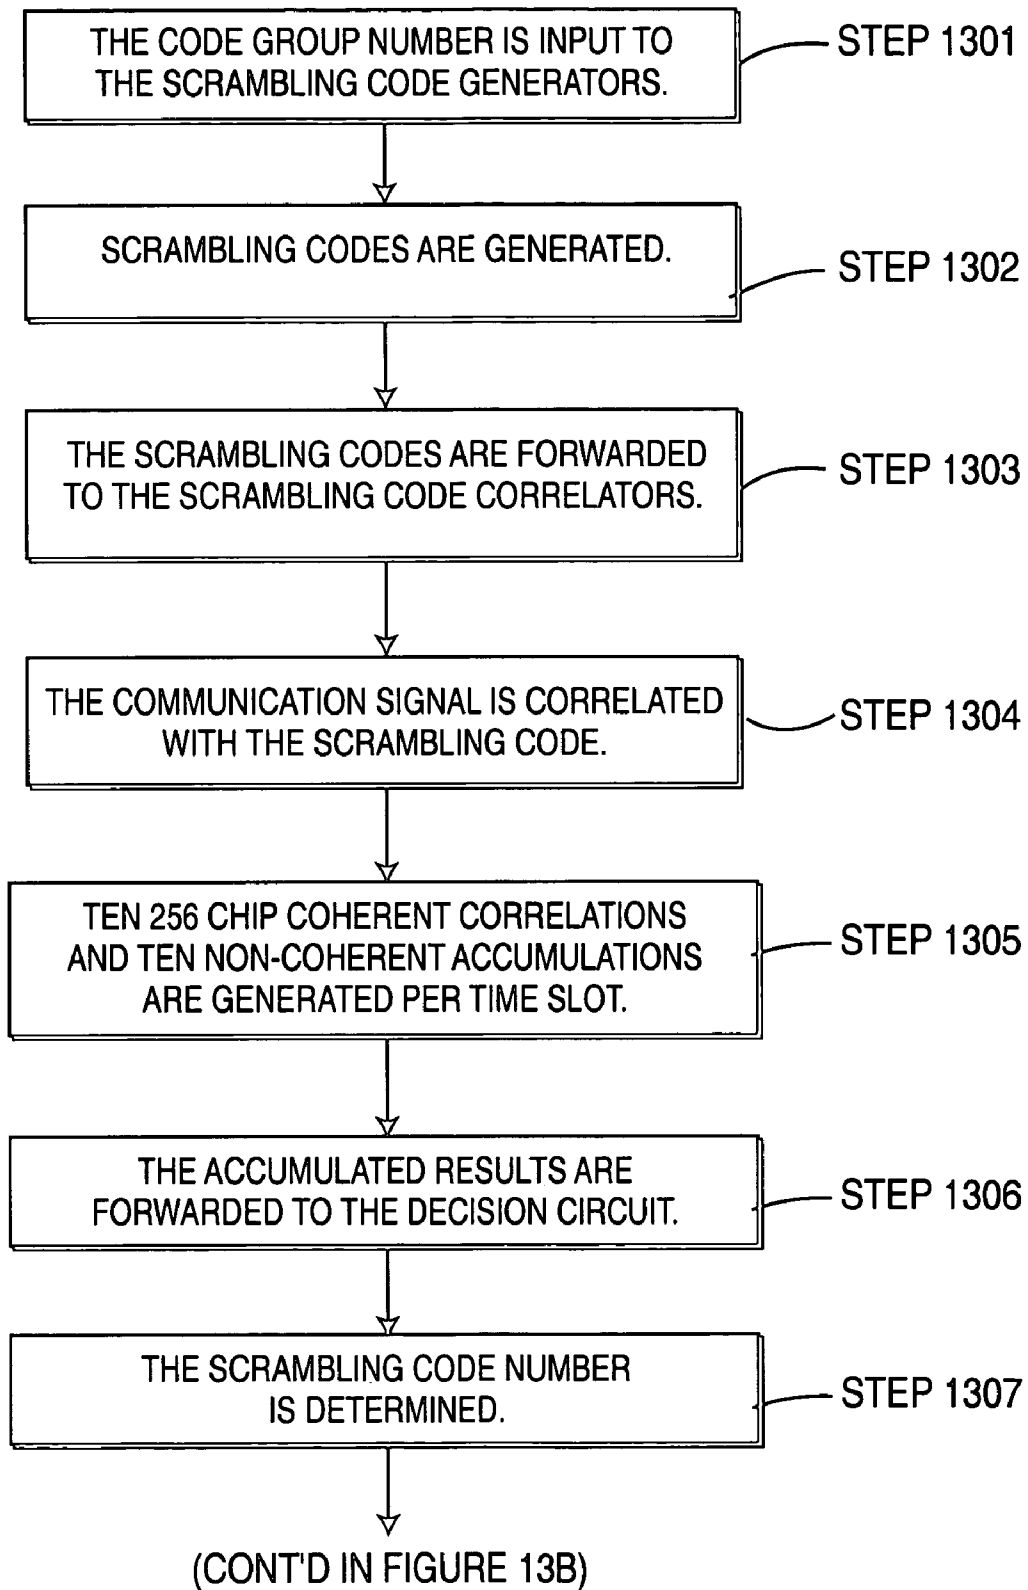 THE CODE GROUP NUMBER IS INPUT TO
THE SCRAMBLING CODE GENERATORS.
STEP 1301
SCRAMBLING CODES ARE GENERATED.
STEP 1302
THE SCRAMBLING CODES ARE FORWARDED
TO THE SCRAMBLING CODE CORRELATORS.
STEP 1303
THE COMMUNICATION SIGNAL IS CORRELATED
WITH THE SCRAMBLING CODE.
STEP 1304
TEN 256 CHIP COHERENT CORRELATIONS
AND TEN NON-COHERENT ACCUMULATIONS
ARE GENERATED PER TIME SLOT.
STEP 1305
THE ACCUMULATED RESULTS ARE
FORWARDED TO THE DECISION CIRCUIT.
STEP 1306
THE SCRAMBLING CODE NUMBER
IS DETERMINED.
STEP 1307
(CONT'D IN FIGURE 13B)